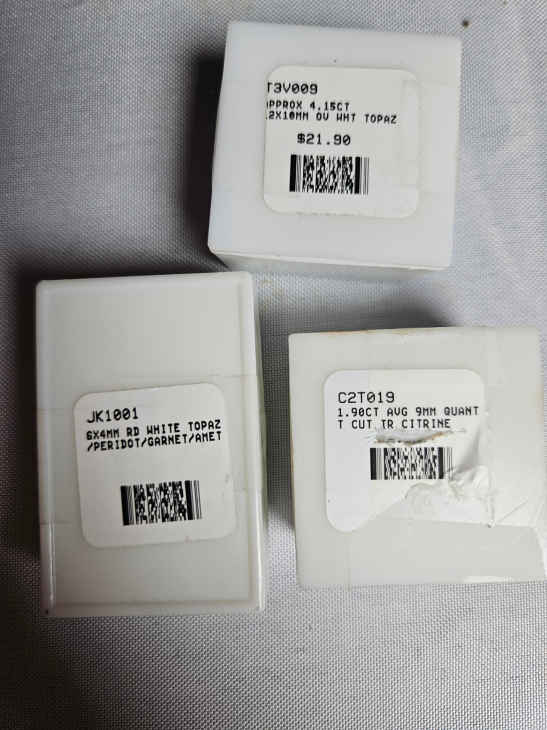 T3V009
APPROX 4.15CT
2X10MM OV WHT TOPAZ
$21.90
JK1001
6X4MM RD WHITE TOPAZ
/PERIDOT/GARNET/AMET
C2T019
1.90CT AVG 9MM QUANT
T CUT TR CITRINE